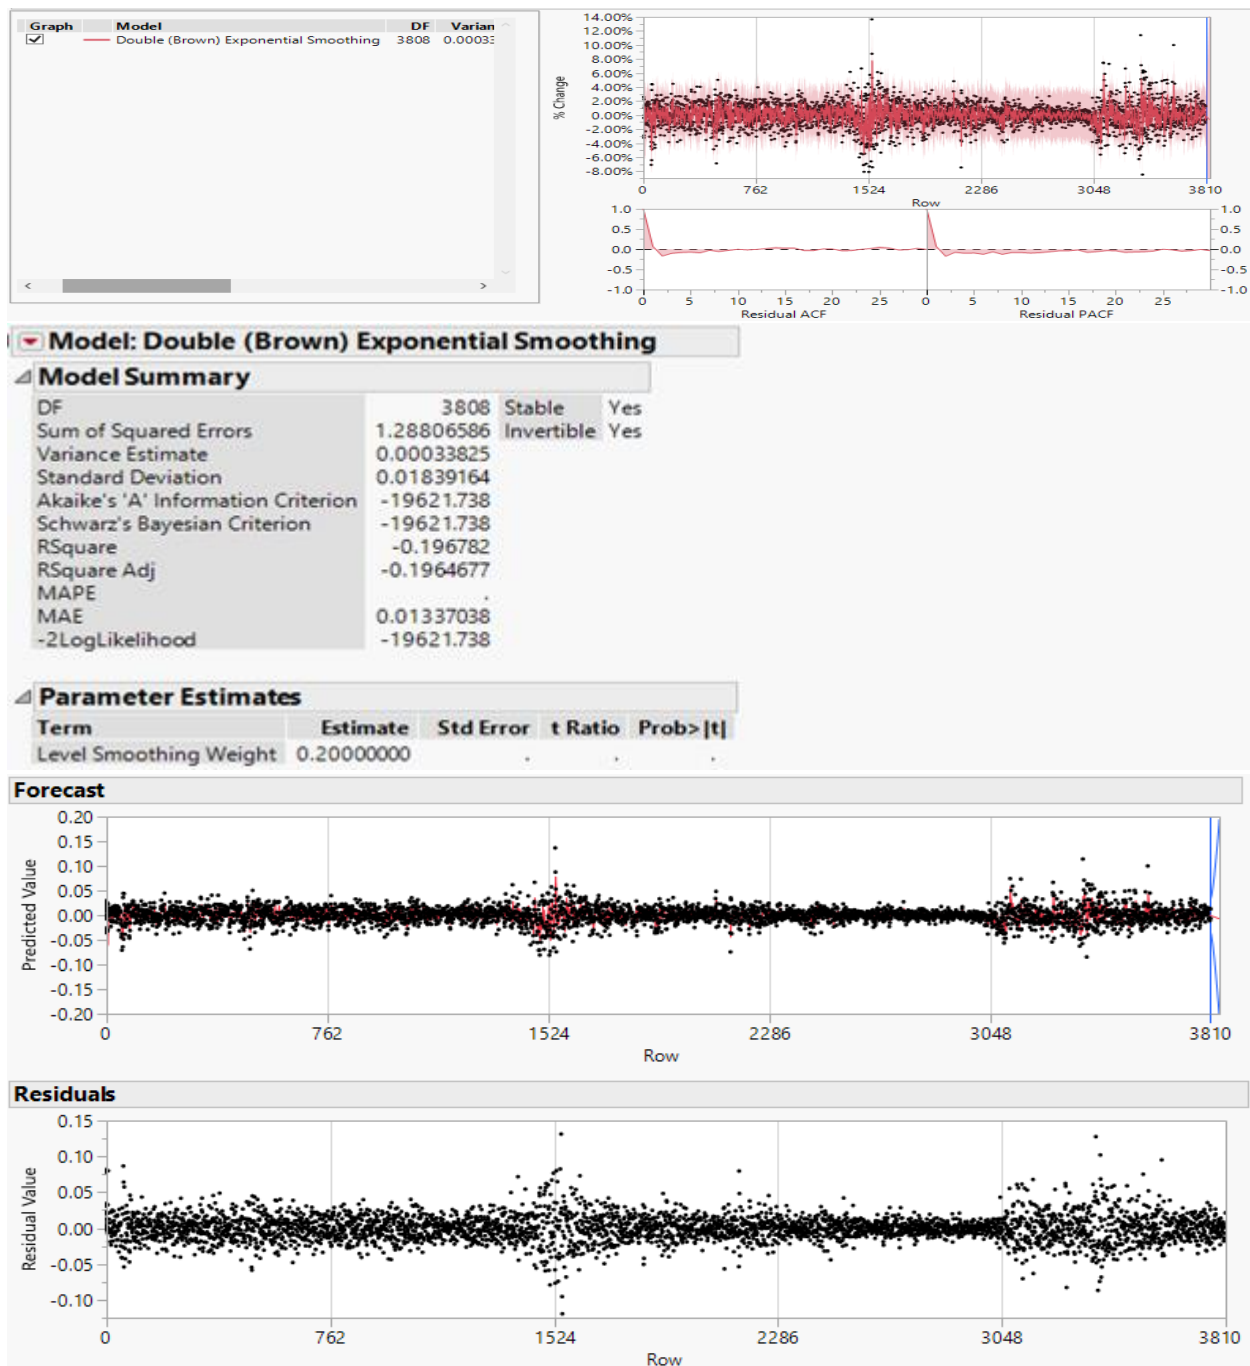 Graph Model DF Varian
Double (Brown) Exponential Smoothing 3808 0.00033
14.00%
12.00%
10.00%
8.00%
6.00%
4.00%
2.00%
0.00%
-2.00%
-4.00%
-6.00%
-8.00%
% Change
0 762 1524 2286 3048 3810
Row
1.0 1.0
0.5 0.5
0.0 0.0
-0.5 -0.5
-1.0 -1.0
0 5 10 15 20 25 0 5 10 15 20 25
Residual ACF Residual PACF
Model: Double (Brown) Exponential Smoothing
Model Summary
DF 3808 Stable Yes
Sum of Squared Errors 1.28806586 Invertible Yes
Variance Estimate 0.00033825
Standard Deviation 0.01839164
Akaike's 'A' Information Criterion -19621.738
Schwarz's Bayesian Criterion -19621.738
RSquare -0.196782
RSquare Adj -0.1964677
MAPE .
MAE 0.01337038
-2LogLikelihood -19621.738
Parameter Estimates
Term Estimate Std Error t Ratio Prob>|t|
Level Smoothing Weight 0.20000000 . . .
Forecast
0.20
0.15
0.10
0.05
0.00
-0.05
-0.10
-0.15
-0.20
Predicted Value
0 762 1524 2286 3048 3810
Row
Residuals
0.15
0.10
0.05
0.00
-0.05
-0.10
Residual Value
0 762 1524 2286 3048 3810
Row